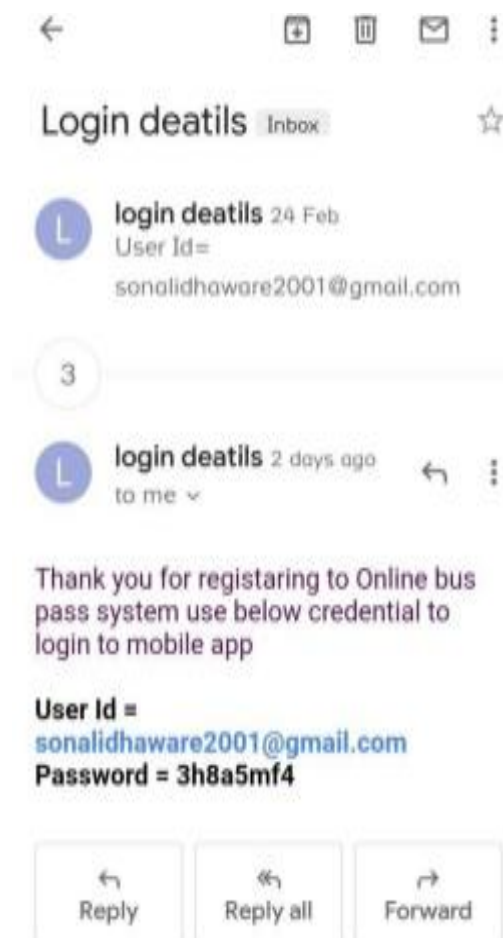 Login deatils Inbox
L
login deatils 24 Feb
User Id=
sonalidhaware2001@gmail.com
3
L
login deatils 2 days ago
to me
Thank you for registaring to Online bus
pass system use below credential to
login to mobile app
User Id =
sonalidhaware2001@gmail.com
Password = 3h8a5mf4
Reply
Reply all
Forward